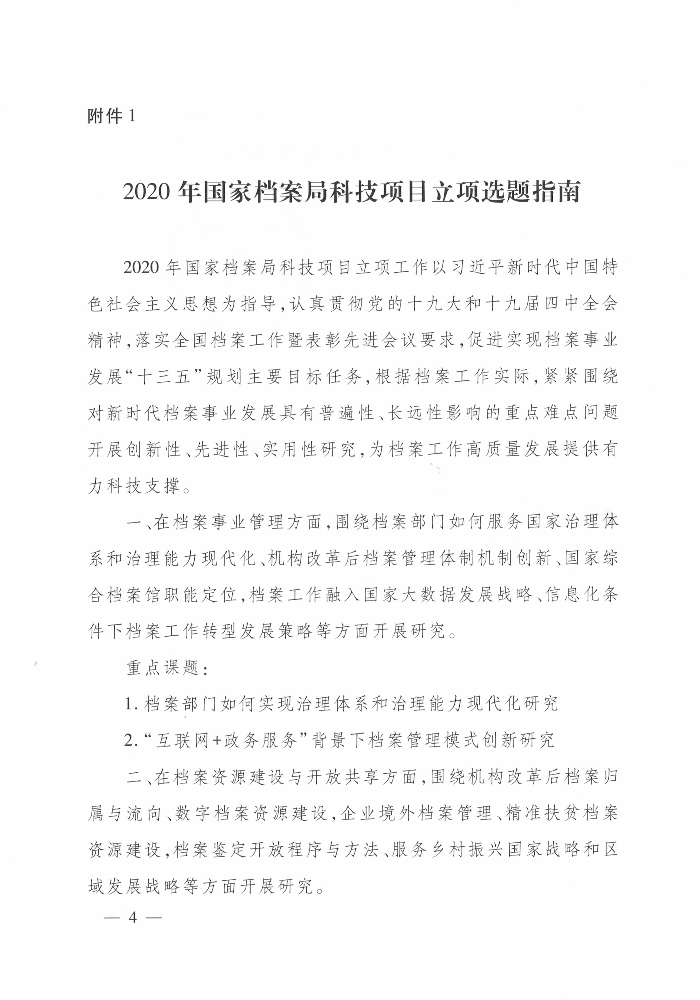 附件 1
2020 年国家档案局科技项目立项选题指南
2020 年国家档案局科技项目立项工作以习近平新时代中国特
色社会主义思想为指导,认真贯彻党的十九大和十九届四中全会
精神,落实全国档案工作暨表彰先进会议要求,促进实现档案事业
发展“十三五”规划主要目标任务,根据档案工作实际,紧紧围绕
对新时代档案事业发展具有普遍性、长远性影响的重点难点问题
开展创新性、先进性、实用性研究,为档案工作高质量发展提供有
力科技支撑。
一、在档案事业管理方面,围绕档案部门如何服务国家治理体
系和治理能力现代化、机构改革后档案管理体制机制创新、国家综
合档案馆职能定位,档案工作融入国家大数据发展战略、信息化条
件下档案工作转型发展策略等方面开展研究。
重点课题:
1. 档案部门如何实现治理体系和治理能力现代化研究
2.“互联网+政务服务”背景下档案管理模式创新研究
二、在档案资源建设与开放共享方面,围绕机构改革后档案归
属与流向、数字档案资源建设,企业境外档案管理、精准扶贫档案
资源建设,档案鉴定开放程序与方法、服务乡村振兴国家战略和区
域发展战略等方面开展研究。
— 4 —